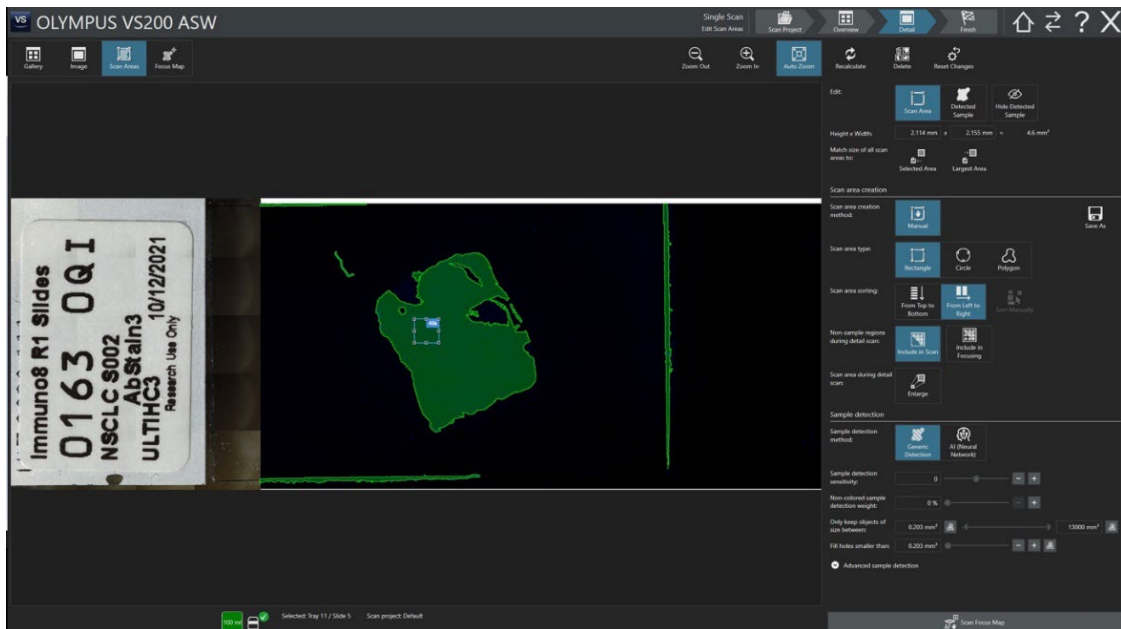 VS
OLYMPUS VS200 ASW
Single Scan
Edit Scan Areas
Scan Project
Overview
Detail
Finish
Gallery
Image
Scan Areas
Focus Map
Zoom Out
Zoom In
Auto Zoom
Recalculate
Delete
Reset Changes
Edit:
Scan Area
Detected Sample
Hide Detected Sample
Height x Width:
2.114 mm x 2.155 mm = 4.6 mm²
Match size of all scan areas to:
Selected Area
Largest Area
Scan area creation
Scan area creation method:
Manual
Save As
Scan area type:
Rectangle
Circle
Polygon
Scan area sorting:
From Top to Bottom
From Left to Right
Sort Manually
Non-sample regions during detail scan:
Include in Scan
Include in Focusing
Scan area during detail scan:
Enlarge
Sample detection
Sample detection method:
Generic Detection
AI (Neural Network)
Sample detection sensitivity:
0
Non-colored sample detection weight:
0 %
Only keep objects of size between:
0.203 mm²
13000 mm²
Fill holes smaller than:
0.203 mm²
Advanced sample detection
Immuno8 R1 Slides
0163 0QI
NSCLC S002
AbStain3
ULTIHC3 10/12/2021
Research Use Only
100 ml
Selected: Tray 11 / Slide 5
Scan project: Default
Scan Focus Map